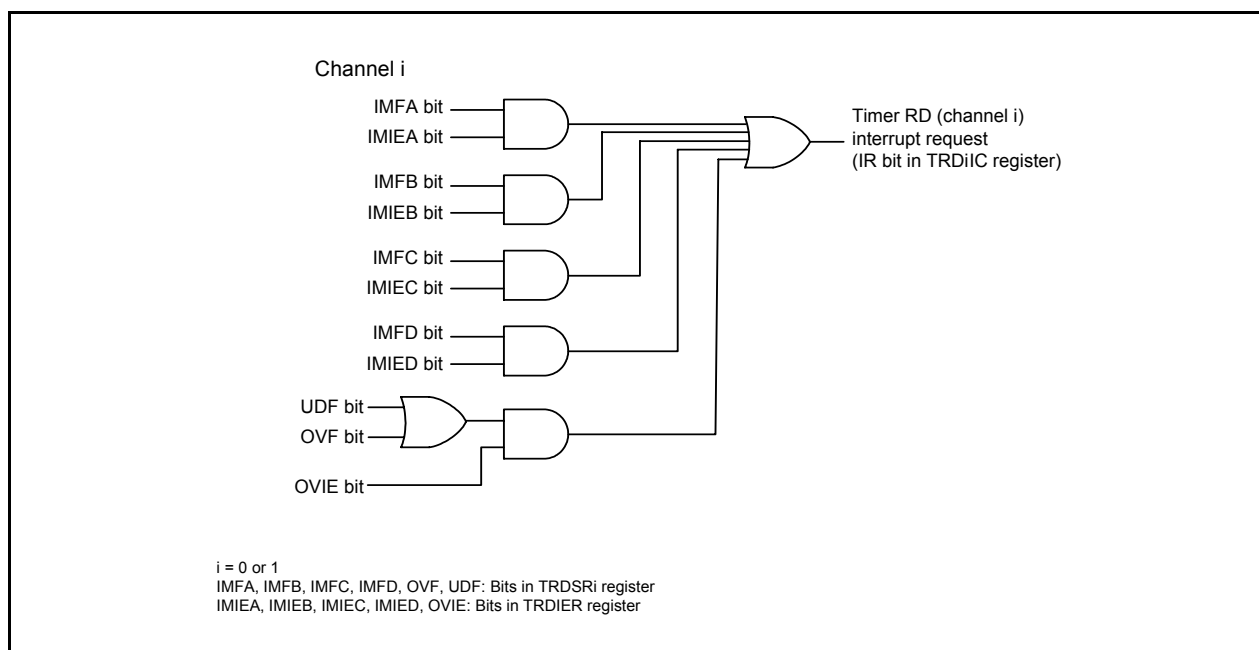 Channel i
IMFA bit
IMIEA bit
IMFB bit
IMIEB bit
IMFC bit
IMIEC bit
IMFD bit
IMIED bit
UDF bit
OVF bit
OVIE bit
Timer RD (channel i)
interrupt request
(IR bit in TRDiIC register)
i = 0 or 1
IMFA, IMFB, IMFC, IMFD, OVF, UDF: Bits in TRDSRi register
IMIEA, IMIEB, IMIEC, IMIED, OVIE: Bits in TRDIER register